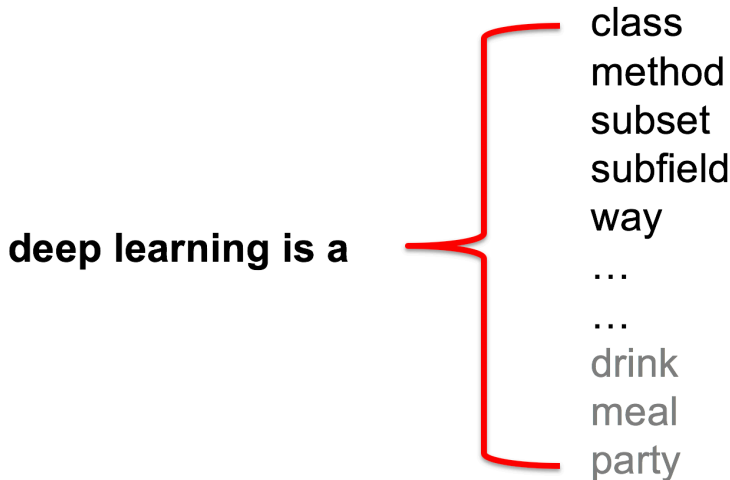 class
method
subset
subfield
way
deep learning is a
…
…
drink
meal
party